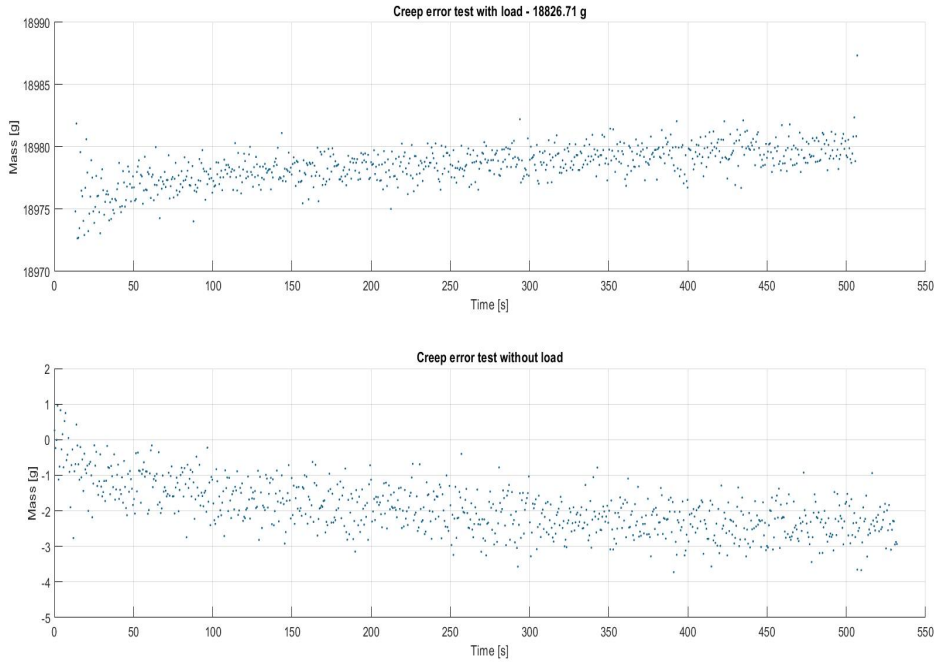 Creep error test with load - 18826.71 g
18990
18985
18980
18975
18970
Mass [g]
0 50 100 150 200 250 300 350 400 450 500 550
Time [s]
Creep error test without load
2
1
0
-1
-2
-3
-4
-5
Mass [g]
0 50 100 150 200 250 300 350 400 450 500 550
Time [s]